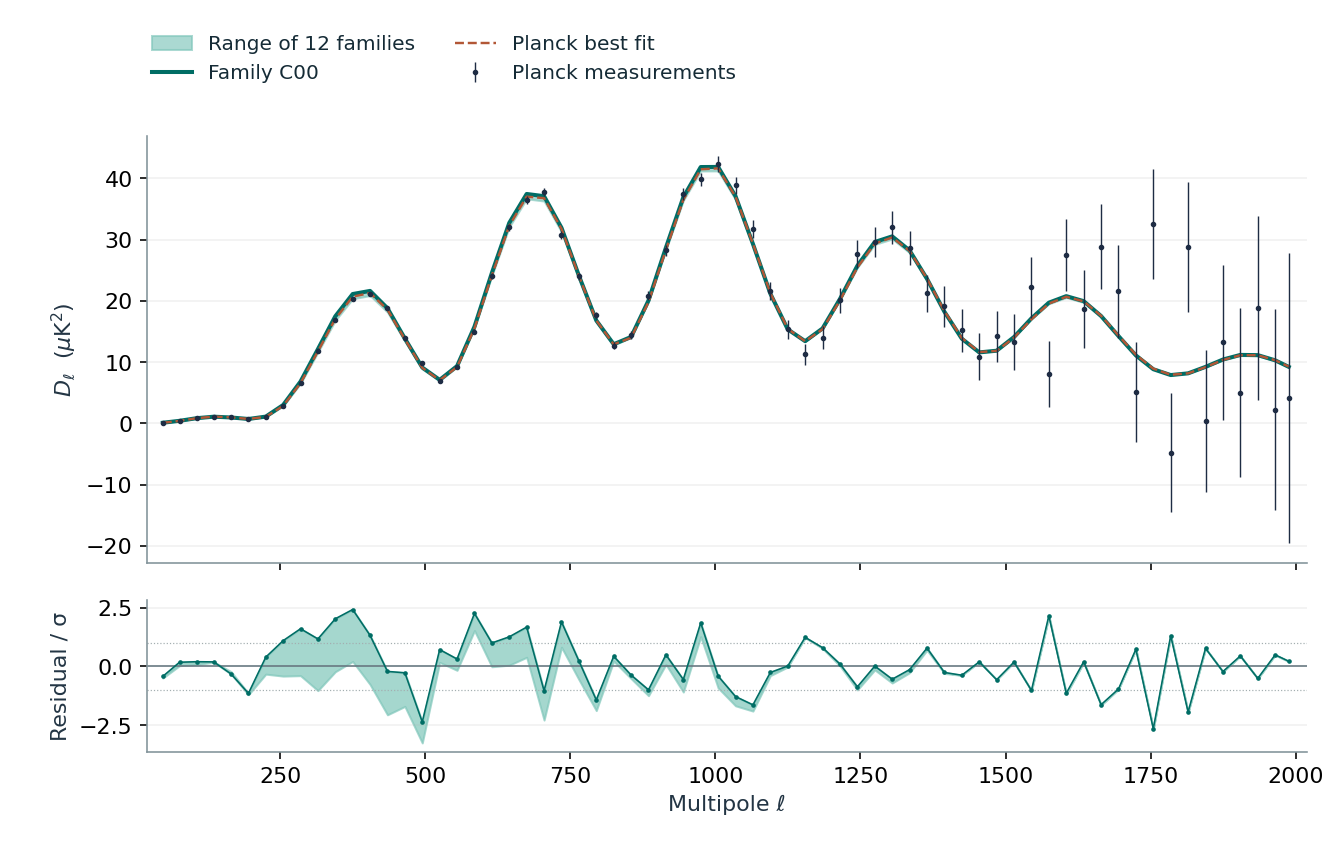 Range of 12 families
Family C00
Planck best fit
Planck measurements
Dℓ (μK²)
40
30
20
10
0
−10
−20
Residual / σ
2.5
0.0
−2.5
250 500 750 1000 1250 1500 1750 2000
Multipole ℓ